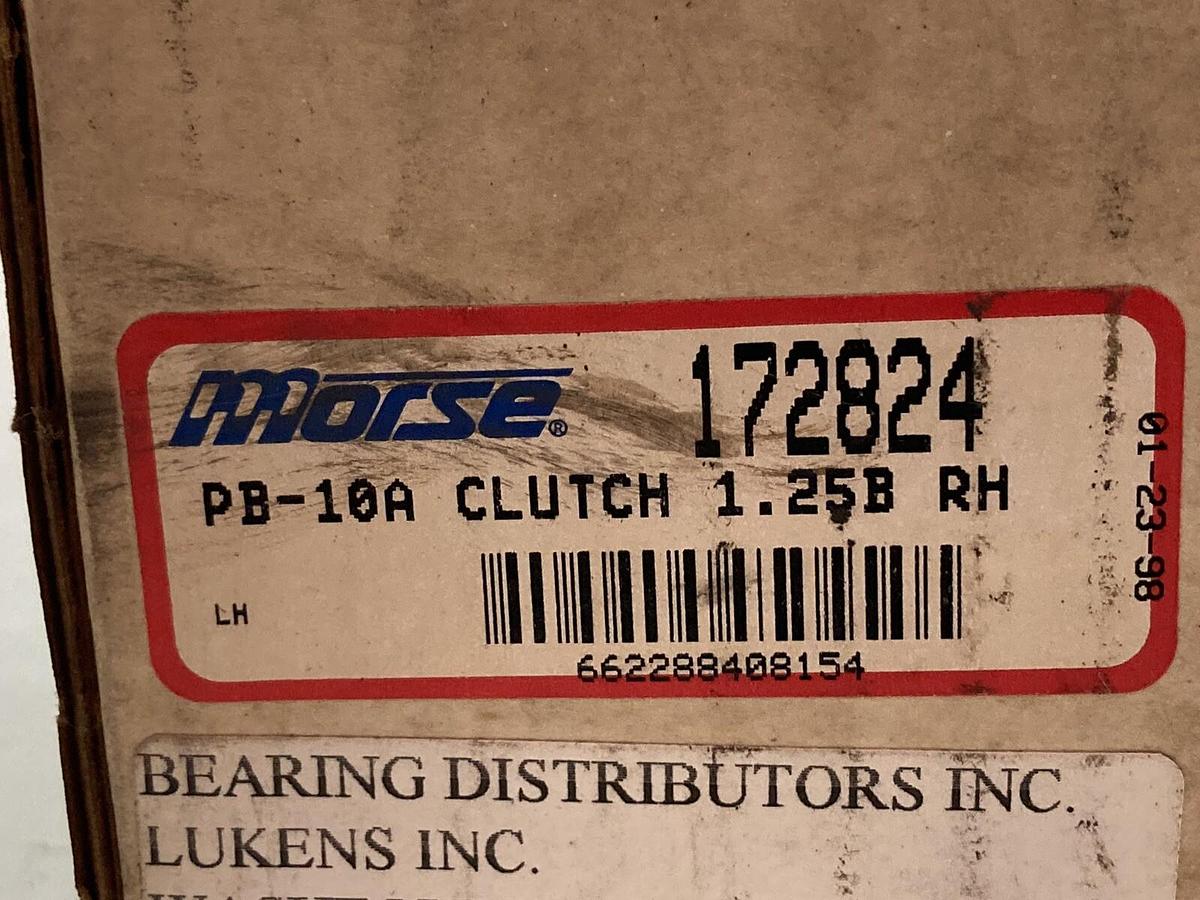 Morse®
172824
PB-10A CLUTCH 1.25B RH
01-23-98
LH
662288408154
BEARING DISTRIBUTORS INC.
LUKENS INC.